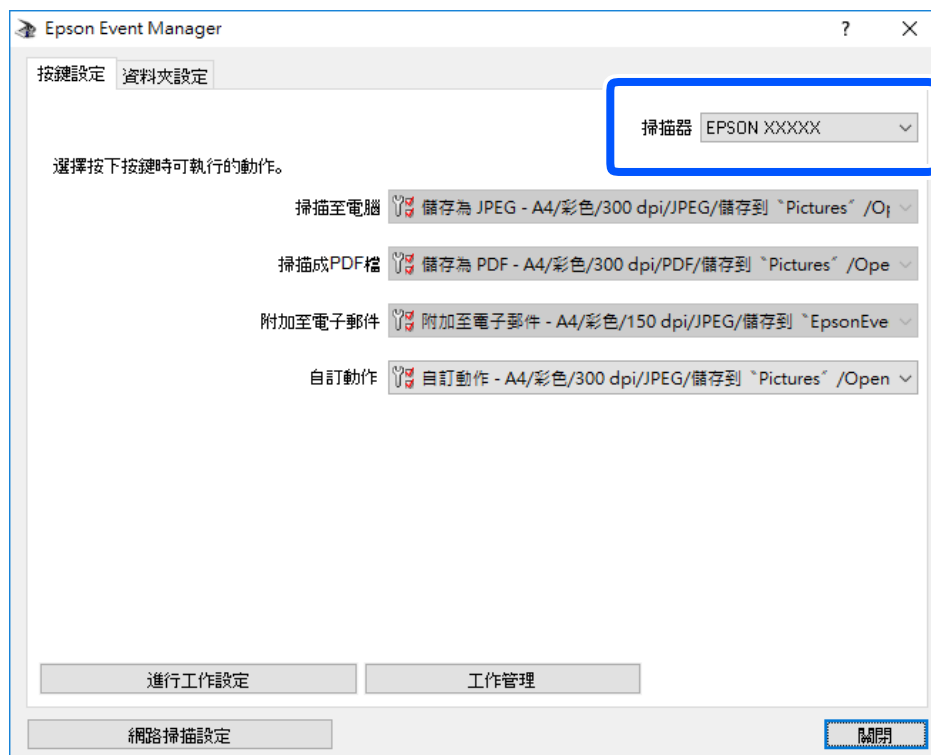 Epson Event Manager ?
按鍵設定 資料夾設定
掃描器 EPSON XXXXX
選擇按下按鍵時可執行的動作。
掃描至電腦 儲存為 JPEG - A4/彩色/300 dpi/JPEG/儲存到〝Pictures〞/Op
掃描成PDF檔 儲存為 PDF - A4/彩色/300 dpi/PDF/儲存到〝Pictures〞/Ope
附加至電子郵件 附加至電子郵件 - A4/彩色/150 dpi/JPEG/儲存到〝EpsonEve
自訂動作 自訂動作 - A4/彩色/300 dpi/JPEG/儲存到〝Pictures〞/Open
進行工作設定 工作管理
網路掃描設定 關閉